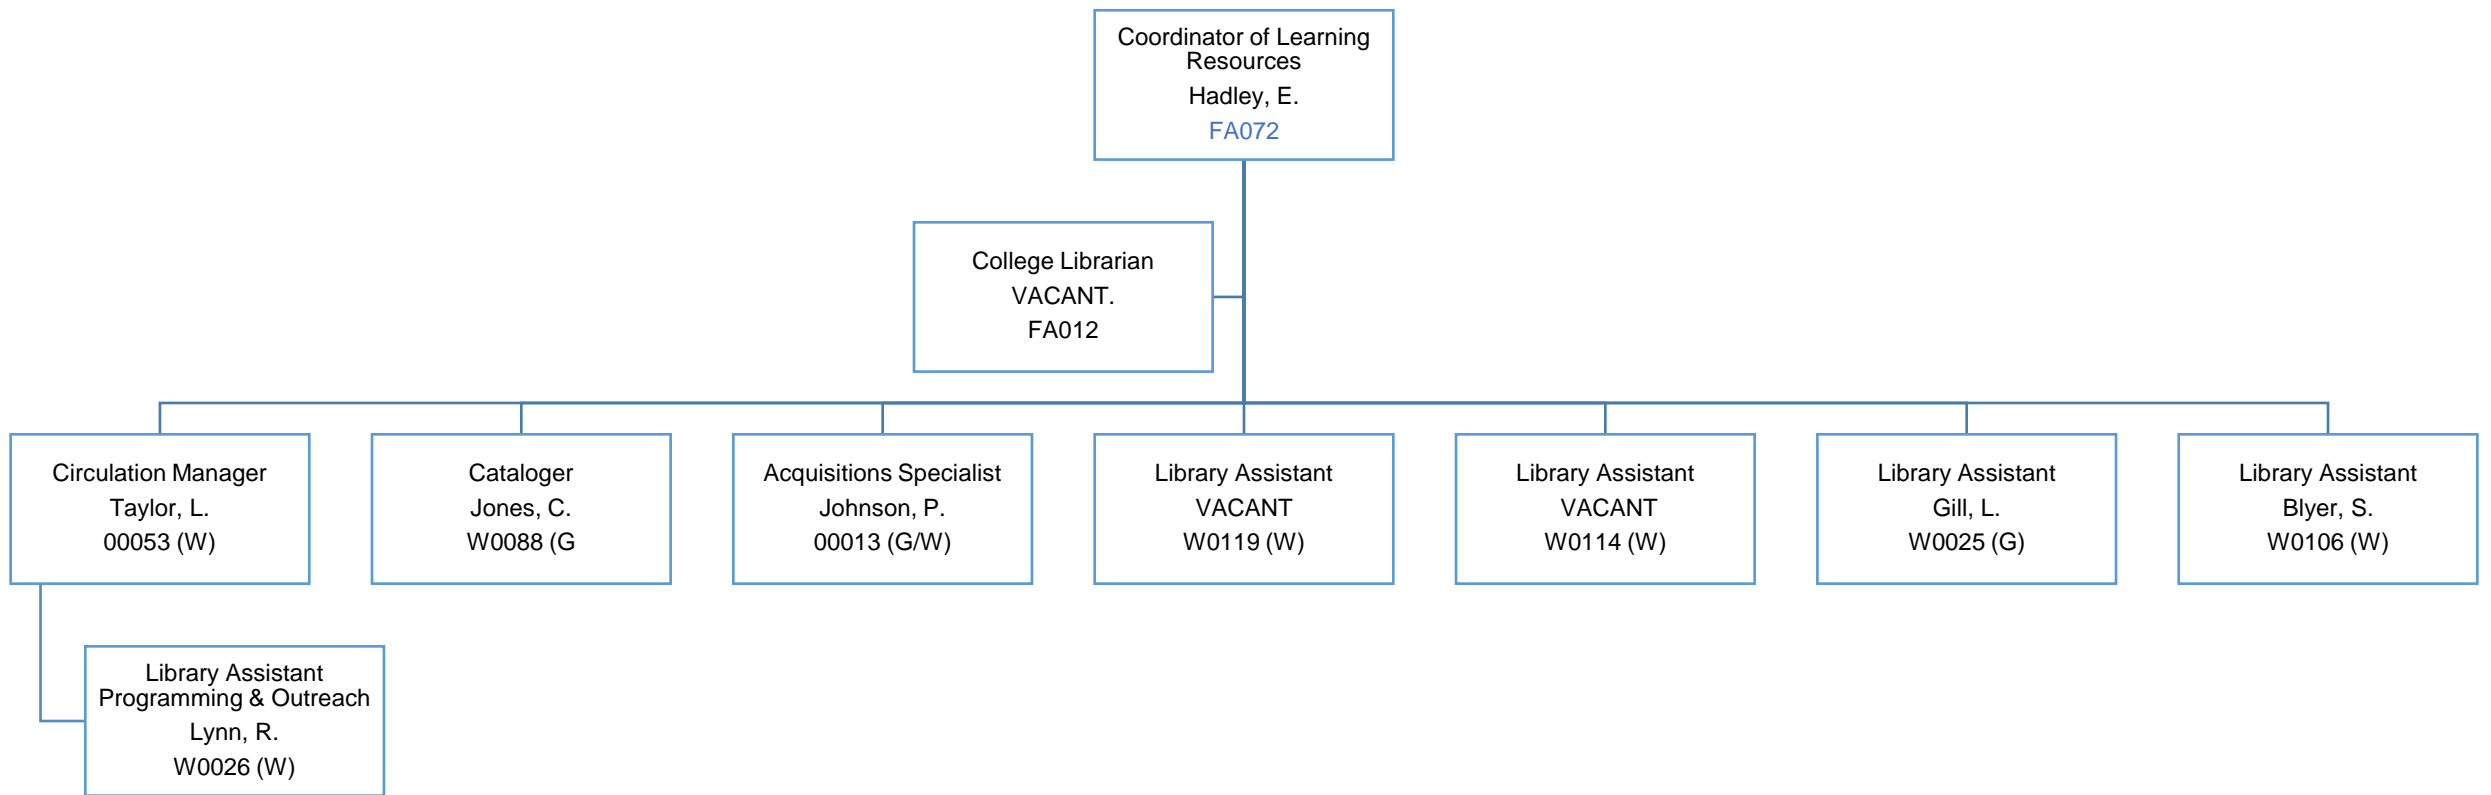 Coordinator of Learning
Resources
Hadley, E.
FA072
College Librarian
VACANT.
FA012
Circulation Manager
Taylor, L.
00053 (W)
Cataloger
Jones, C.
W0088 (G
Acquisitions Specialist
Johnson, P.
00013 (G/W)
Library Assistant
VACANT
W0119 (W)
Library Assistant
VACANT
W0114 (W)
Library Assistant
Gill, L.
W0025 (G)
Library Assistant
Blyer, S.
W0106 (W)
Library Assistant
Programming & Outreach
Lynn, R.
W0026 (W)